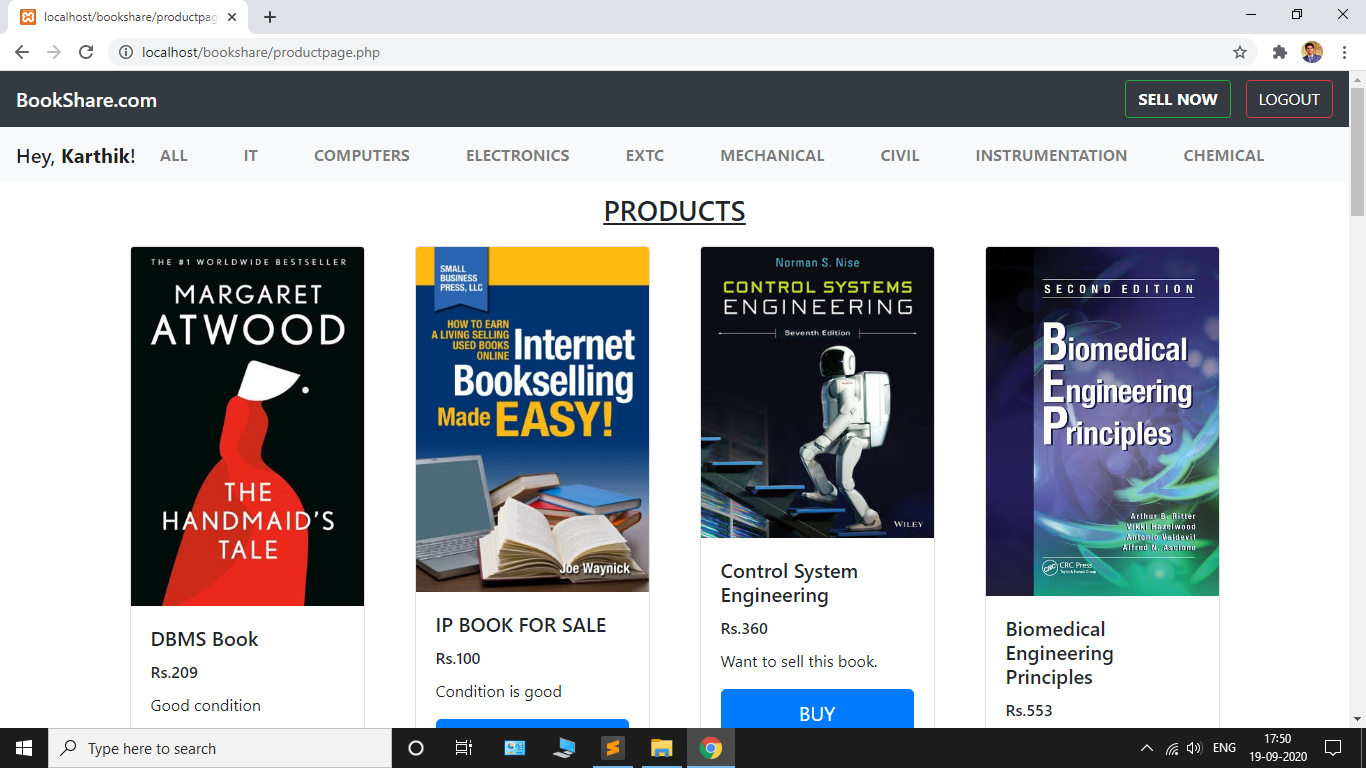 localhost/bookshare/productpag
localhost/bookshare/productpage.php
BookShare.com
SELL NOW
LOGOUT
Hey, Karthik!
ALL
IT
COMPUTERS
ELECTRONICS
EXTC
MECHANICAL
CIVIL
INSTRUMENTATION
CHEMICAL
PRODUCTS
THE #1 WORLDWIDE BESTSELLER
MARGARET
ATWOOD
THE
HANDMAID'S
TALE
DBMS Book
Rs.209
Good condition
SMALL
BUSINESS
PRESS, LLC
HOW TO EARN
A LIVING SELLING
USED BOOKS
ONLINE
Internet
Bookselling
Made EASY!
Joe Waynick
IP BOOK FOR SALE
Rs.100
Condition is good
Norman S. Nise
CONTROL SYSTEMS
ENGINEERING
Seventh Edition
WILEY
Control System
Engineering
Rs.360
Want to sell this book.
BUY
SECOND EDITION
Biomedical
Engineering
Principles
Arthur B. Ritter
Vikki Hazelwood
Antonio Valdevit
Alfred N. Ascione
CRC
CRC Press
Taylor & Francis Group
Biomedical
Engineering
Principles
Rs.553
Type here to search
ENG
17:50
19-09-2020